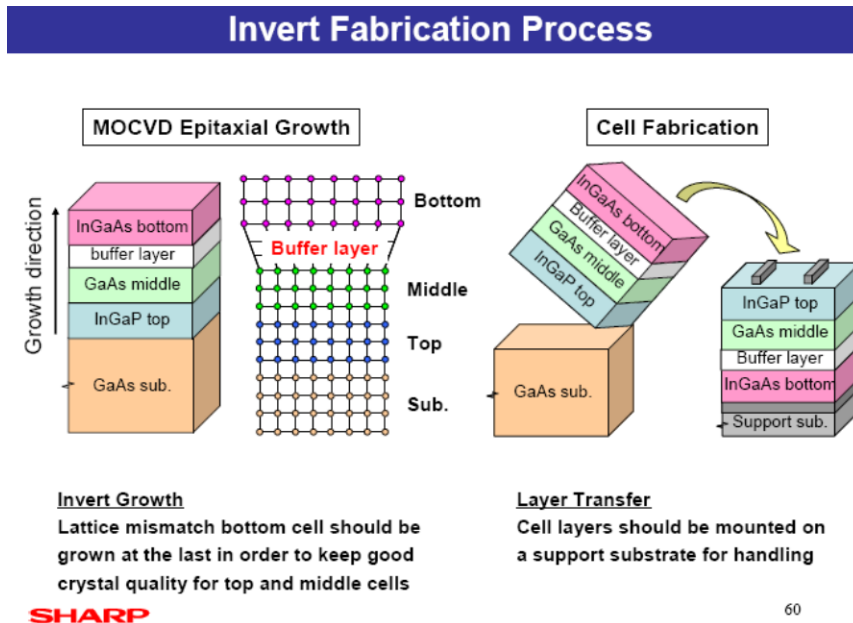 Invert Fabrication Process
MOCVD Epitaxial Growth
Growth direction
InGaAs bottom
buffer layer
GaAs middle
InGaP top
GaAs sub.
Bottom
Buffer layer
Middle
Top
Sub.
Cell Fabrication
InGaAs bottom
Buffer layer
GaAs middle
InGaP top
GaAs sub.
InGaP top
GaAs middle
Buffer layer
InGaAs bottom
Support sub.
Invert Growth
Lattice mismatch bottom cell should be
grown at the last in order to keep good
crystal quality for top and middle cells
Layer Transfer
Cell layers should be mounted on
a support substrate for handling
SHARP
60